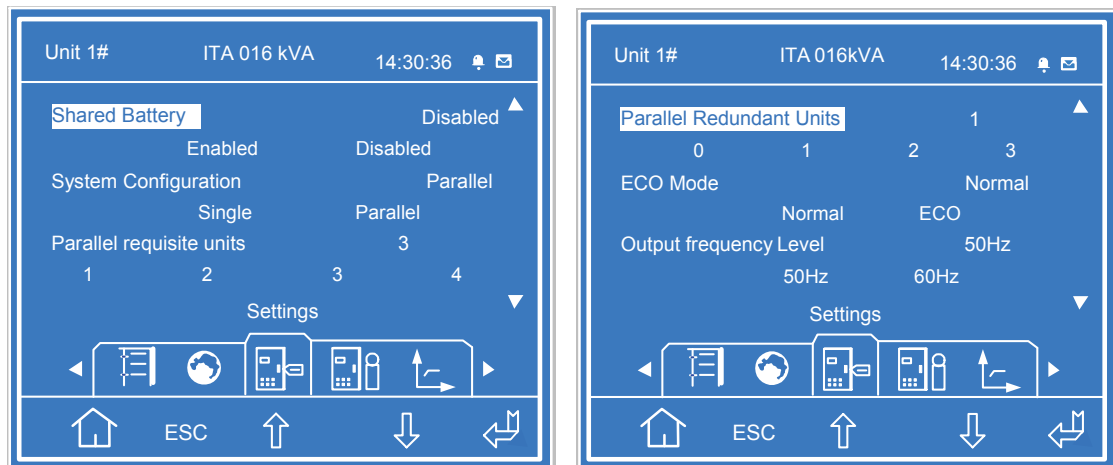 Unit 1# ITA 016 kVA 14:30:36
Shared Battery Disabled
Enabled Disabled
System Configuration Parallel
Single Parallel
Parallel requisite units 3
1 2 3 4
Settings
ESC
Unit 1# ITA 016kVA 14:30:36
Parallel Redundant Units 1
0 1 2 3
ECO Mode Normal
Normal ECO
Output frequency Level 50Hz
50Hz 60Hz
Settings
ESC